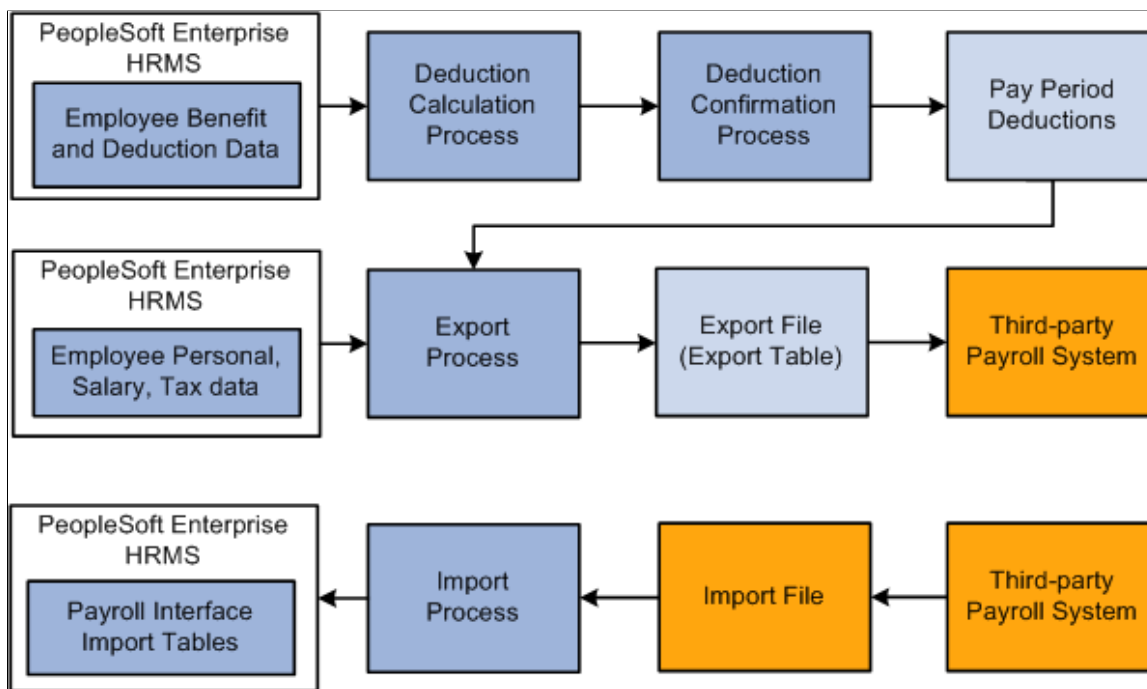 PeopleSoft Enterprise
HRMS
Employee Benefit
and Deduction Data
Deduction
Calculation
Process
Deduction
Confirmation
Process
Pay Period
Deductions
PeopleSoft Enterprise
HRMS
Employee Personal,
Salary, Tax data
Export
Process
Export File
(Export Table)
Third-party
Payroll System
PeopleSoft Enterprise
HRMS
Payroll Interface
Import Tables
Import
Process
Import File
Third-party
Payroll System